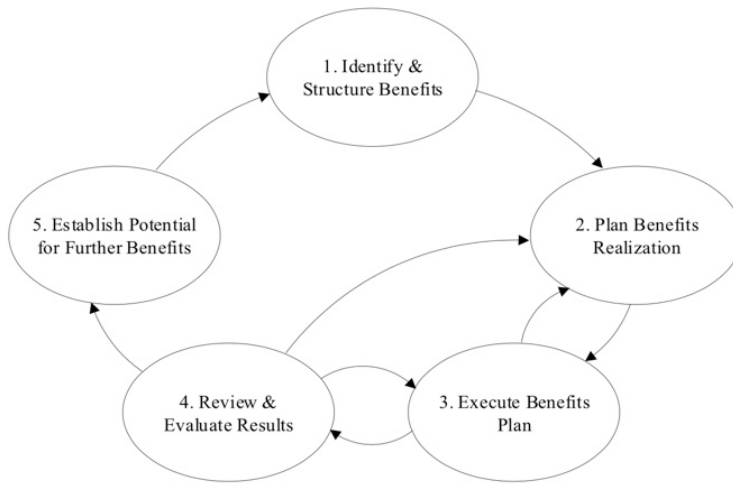 1. Identify &
Structure Benefits
2. Plan Benefits
Realization
3. Execute Benefits
Plan
4. Review &
Evaluate Results
5. Establish Potential
for Further Benefits